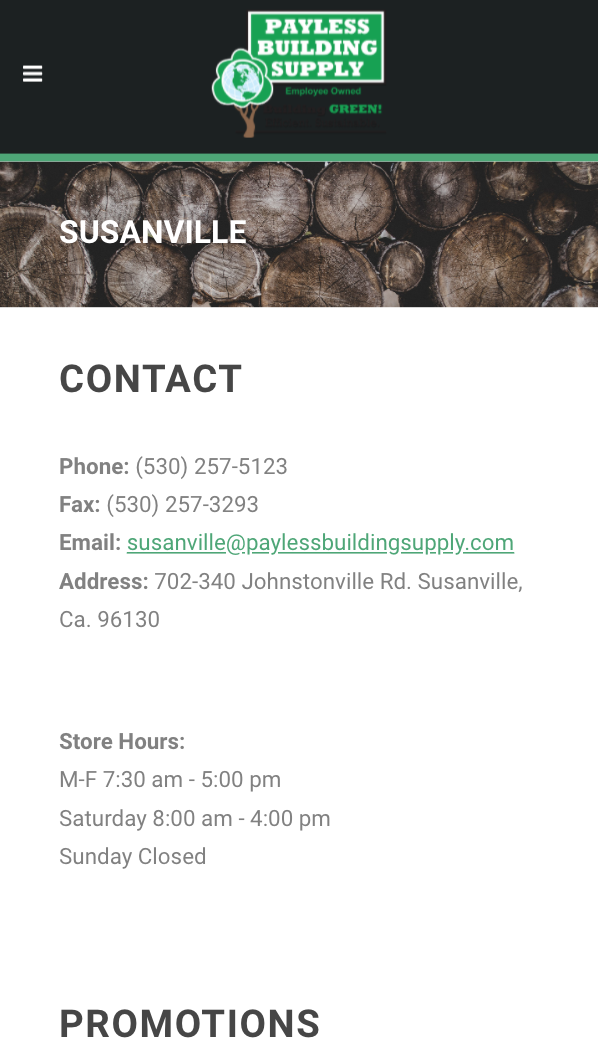 PAYLESS
BUILDING
SUPPLY
Employee Owned
GREEN!
SUSANVILLE
CONTACT
Phone: (530) 257-5123
Fax: (530) 257-3293
Email: susanville@paylessbuildingsupply.com
Address: 702-340 Johnstonville Rd. Susanville,
Ca. 96130
Store Hours:
M-F 7:30 am - 5:00 pm
Saturday 8:00 am - 4:00 pm
Sunday Closed
PROMOTIONS